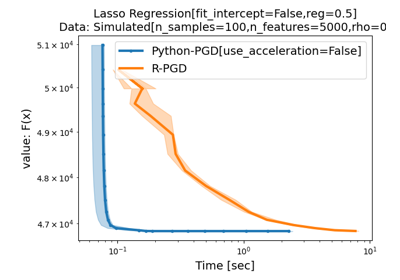 Lasso Regression[fit_intercept=False,reg=0.5]
Data: Simulated[n_samples=100,n_features=5000,rho=0
Python-PGD[use_acceleration=False]
R-PGD
value: F(x)
5.1 × 10⁴
5 × 10⁴
4.9 × 10⁴
4.8 × 10⁴
4.7 × 10⁴
10⁻¹
10⁰
10¹
Time [sec]